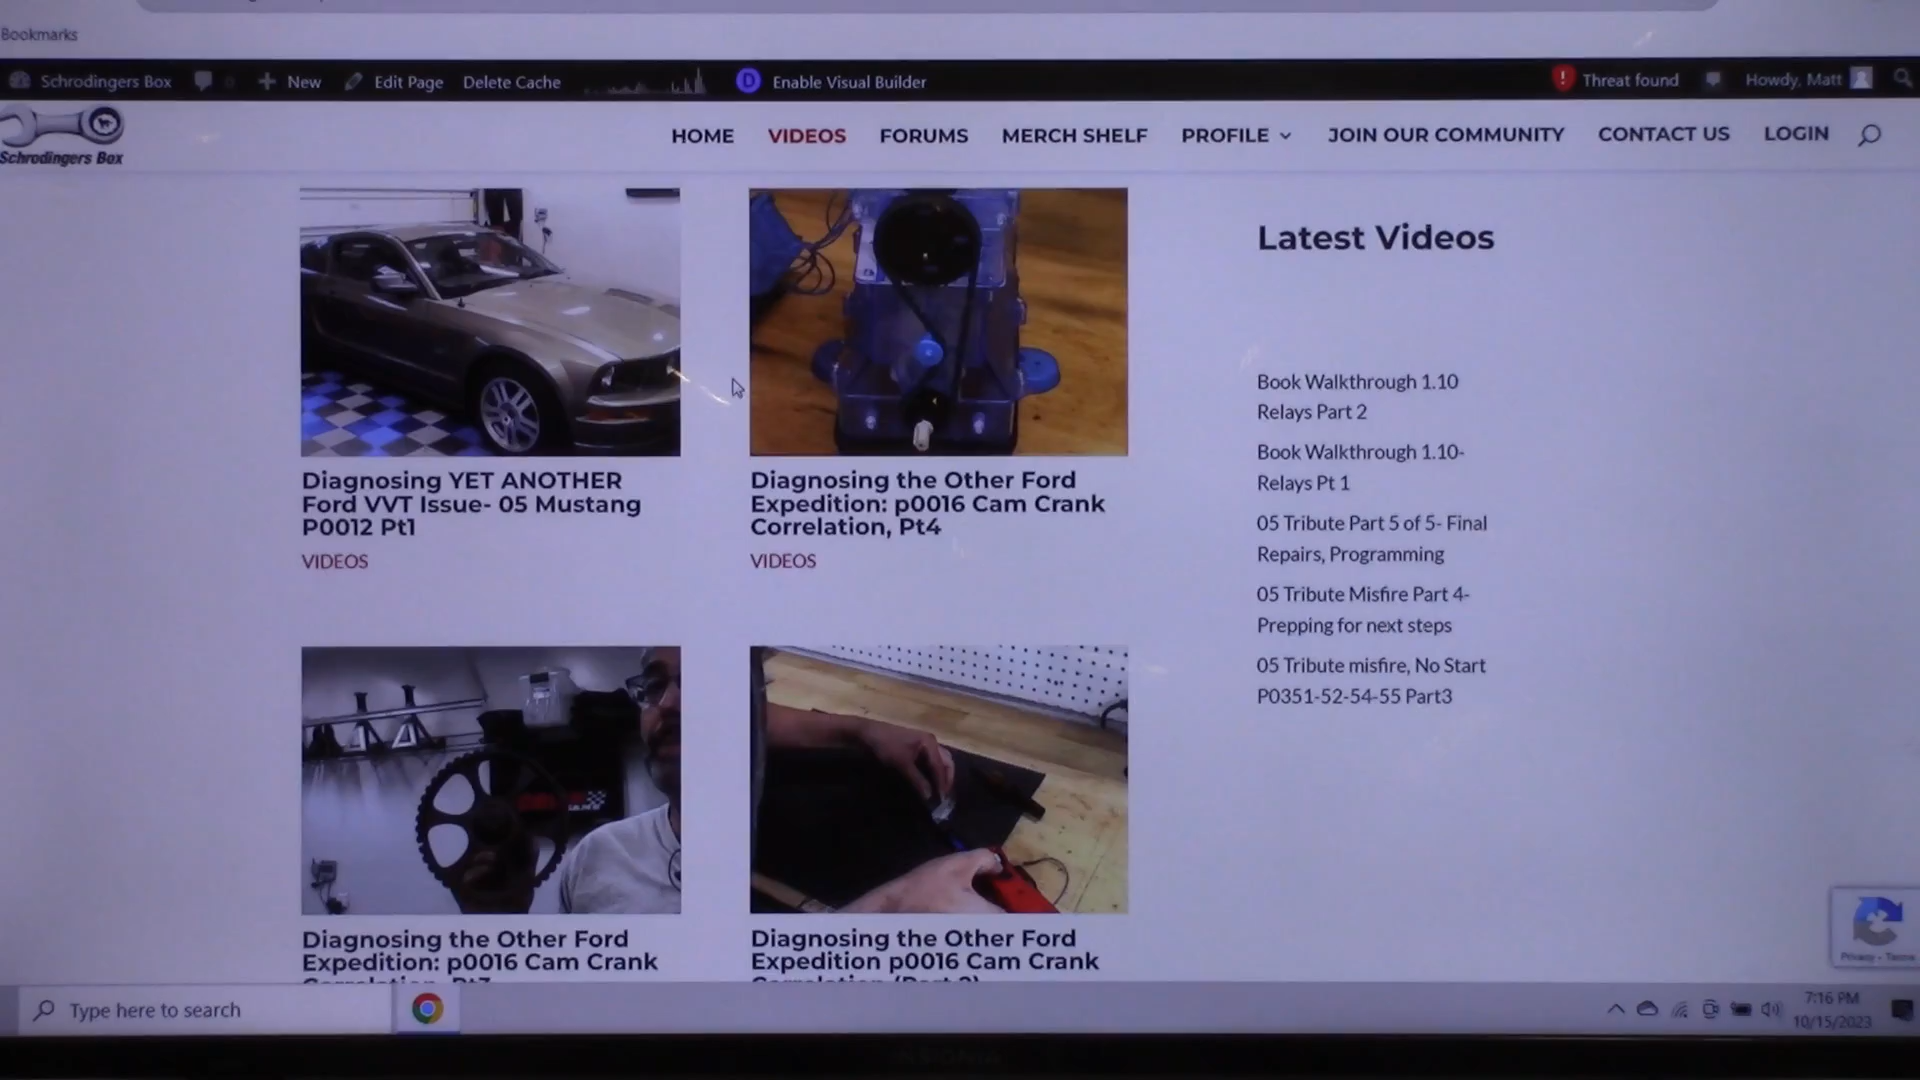 Bookmarks
Schrodingers Box New Edit Page Delete Cache Enable Visual Builder Threat found Howdy, Matt
Schrodingers Box
HOME VIDEOS FORUMS MERCH SHELF PROFILE JOIN OUR COMMUNITY CONTACT US LOGIN
Diagnosing YET ANOTHER
Ford VVT Issue- 05 Mustang
P0012 Pt1
VIDEOS
Diagnosing the Other Ford
Expedition: p0016 Cam Crank
Correlation, Pt4
VIDEOS
Diagnosing the Other Ford
Expedition: p0016 Cam Crank
Diagnosing the Other Ford
Expedition p0016 Cam Crank
Latest Videos
Book Walkthrough 1.10
Relays Part 2
Book Walkthrough 1.10-
Relays Pt 1
05 Tribute Part 5 of 5- Final
Repairs, Programming
05 Tribute Misfire Part 4-
Prepping for next steps
05 Tribute misfire, No Start
P0351-52-54-55 Part3
Privacy - Terms
Type here to search
7:16 PM
10/15/2023